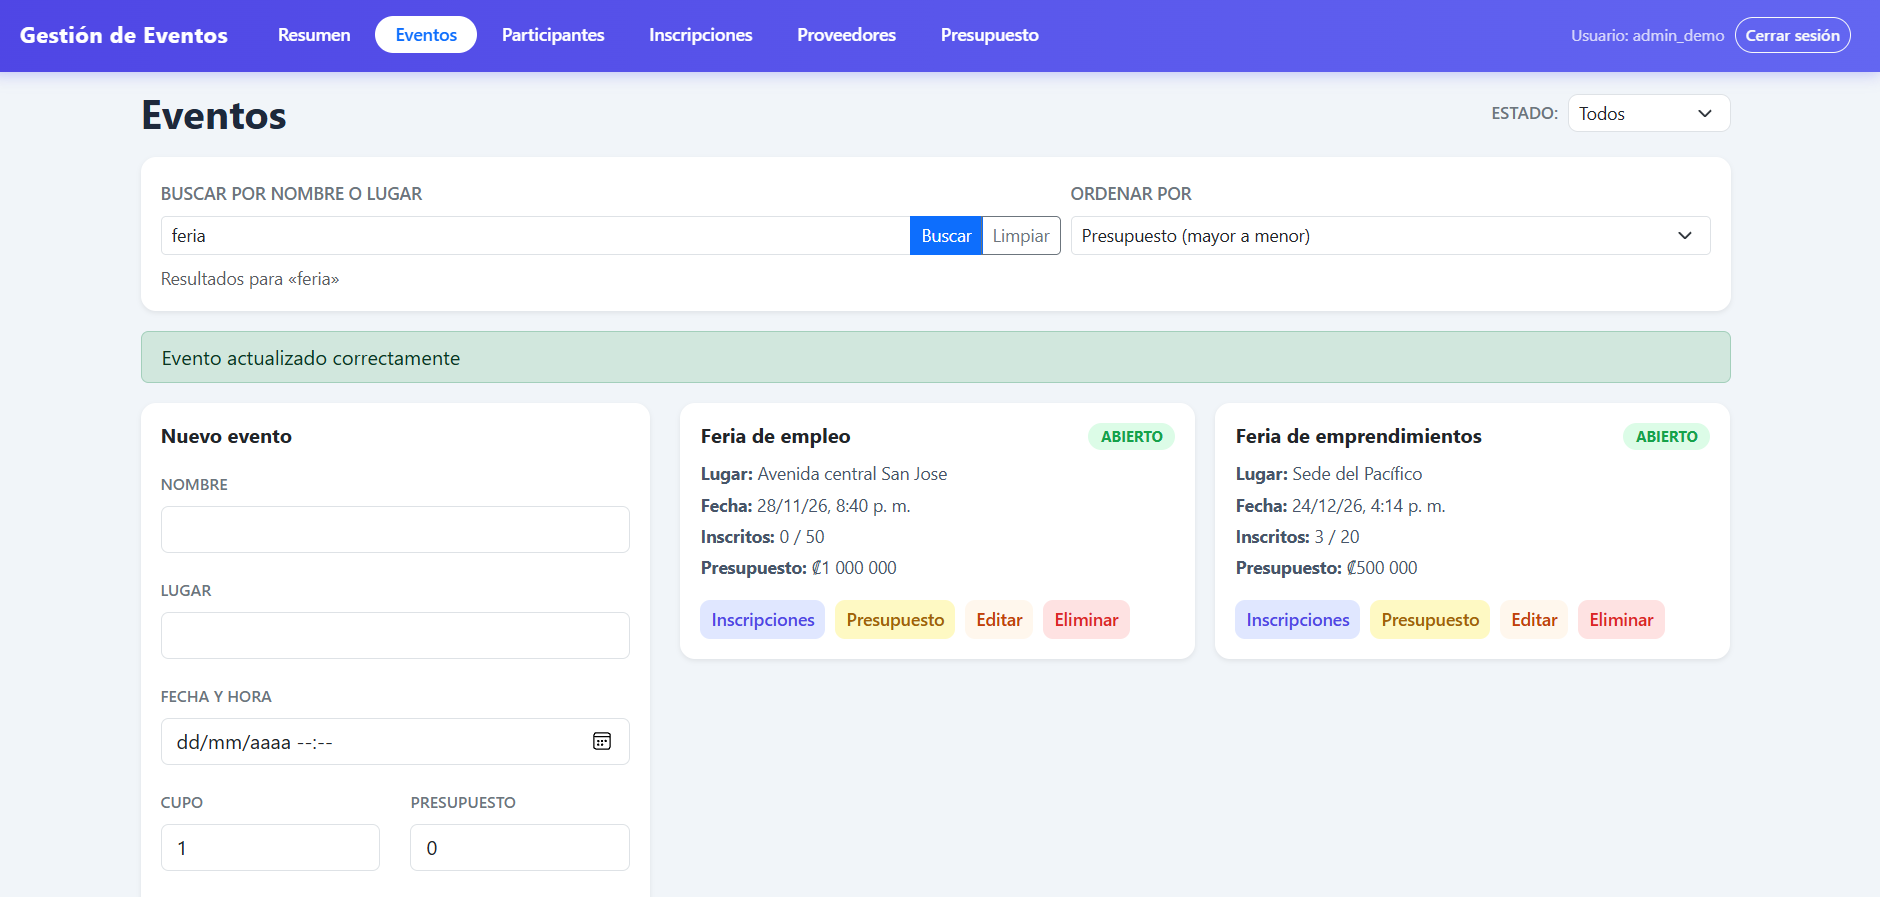 Gestión de Eventos Resumen Eventos Participantes Inscripciones Proveedores Presupuesto Usuario: admin_demo Cerrar sesión
Eventos
ESTADO: Todos
BUSCAR POR NOMBRE O LUGAR
feria Buscar Limpiar
Resultados para «feria»
ORDENAR POR
Presupuesto (mayor a menor)
Evento actualizado correctamente
Nuevo evento
NOMBRE
LUGAR
FECHA Y HORA
dd/mm/aaaa --:--
CUPO PRESUPUESTO
1 0
Feria de empleo ABIERTO
Lugar: Avenida central San Jose
Fecha: 28/11/26, 8:40 p. m.
Inscritos: 0 / 50
Presupuesto: ₡1 000 000
Inscripciones Presupuesto Editar Eliminar
Feria de emprendimientos ABIERTO
Lugar: Sede del Pacífico
Fecha: 24/12/26, 4:14 p. m.
Inscritos: 3 / 20
Presupuesto: ₡500 000
Inscripciones Presupuesto Editar Eliminar